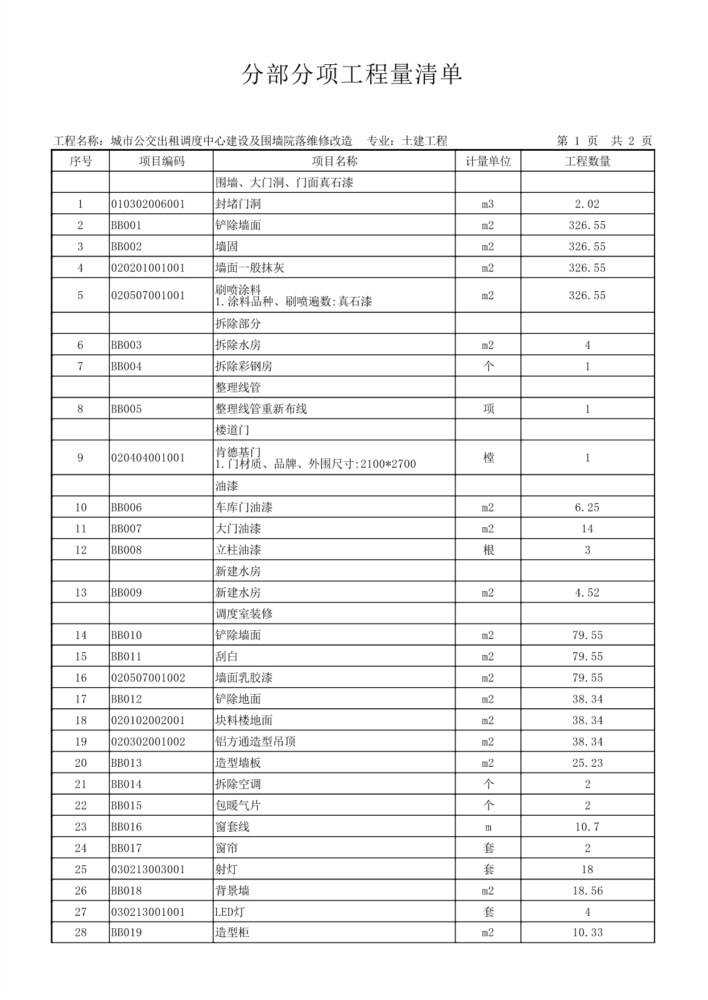 分部分项工程量清单
工程名称：城市公交出租调度中心建设及围墙院落维修改造 专业：土建工程 第 1 页 共 2 页
序号 项目编码 项目名称 计量单位 工程数量
围墙、大门洞、门面真石漆
1 010302006001 封堵门洞 m3 2.02
2 BB001 铲除墙面 m2 326.55
3 BB002 墙固 m2 326.55
4 020201001001 墙面一般抹灰 m2 326.55
5 020507001001 刷喷涂料 m2 326.55
1.涂料品种、刷喷遍数:真石漆
拆除部分
6 BB003 拆除水房 m2 4
7 BB004 拆除彩钢房 个 1
整理线管
8 BB005 整理线管重新布线 项 1
楼道门
9 020404001001 肯德基门 樘 1
1.门材质、品牌、外围尺寸:2100*2700
油漆
10 BB006 车库门油漆 m2 6.25
11 BB007 大门油漆 m2 14
12 BB008 立柱油漆 根 3
新建水房
13 BB009 新建水房 m2 4.52
调度室装修
14 BB010 铲除墙面 m2 79.55
15 BB011 刮白 m2 79.55
16 020507001002 墙面乳胶漆 m2 79.55
17 BB012 铲除地面 m2 38.34
18 020102002001 块料楼地面 m2 38.34
19 020302001002 铝方通造型吊顶 m2 38.34
20 BB013 造型墙板 m2 25.23
21 BB014 拆除空调 个 2
22 BB015 包暖气片 个 2
23 BB016 窗套线 m 10.7
24 BB017 窗帘 套 2
25 030213003001 射灯 套 18
26 BB018 背景墙 m2 18.56
27 030213001001 LED灯 套 4
28 BB019 造型柜 m2 10.33